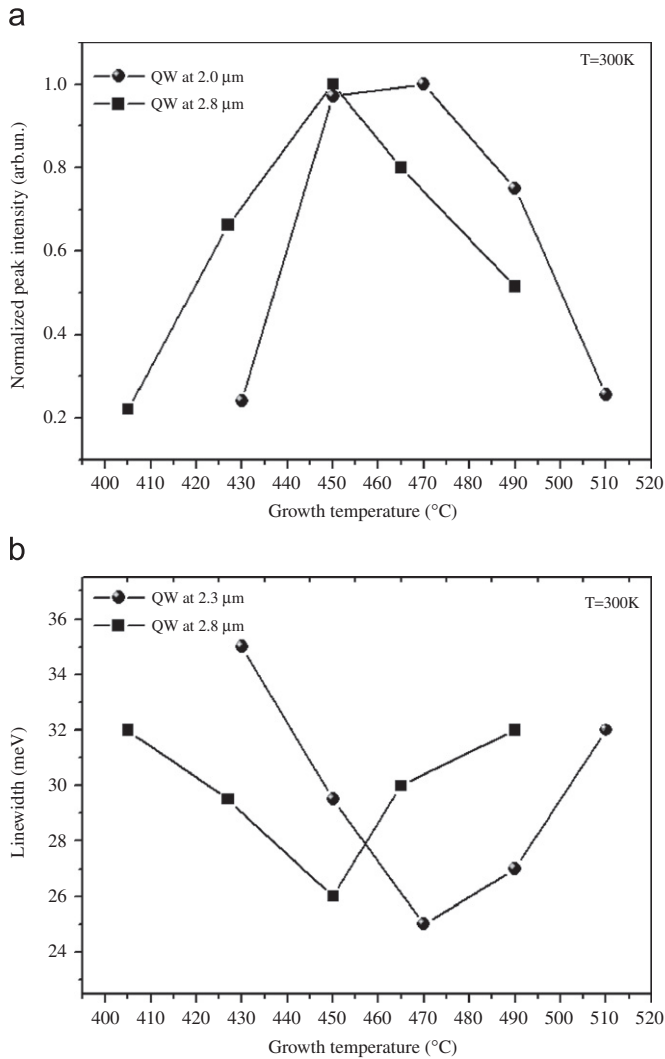 a
T=300K
QW at 2.0 μm
QW at 2.8 μm
Normalized peak intensity (arb.un.)
1.0
0.8
0.6
0.4
0.2
400 410 420 430 440 450 460 470 480 490 500 510 520
Growth temperature (°C)
b
T=300K
QW at 2.3 μm
QW at 2.8 μm
Linewidth (meV)
36
34
32
30
28
26
24
400 410 420 430 440 450 460 470 480 490 500 510 520
Growth temperature (°C)